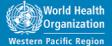 World Health
Organization
Western Pacific Region